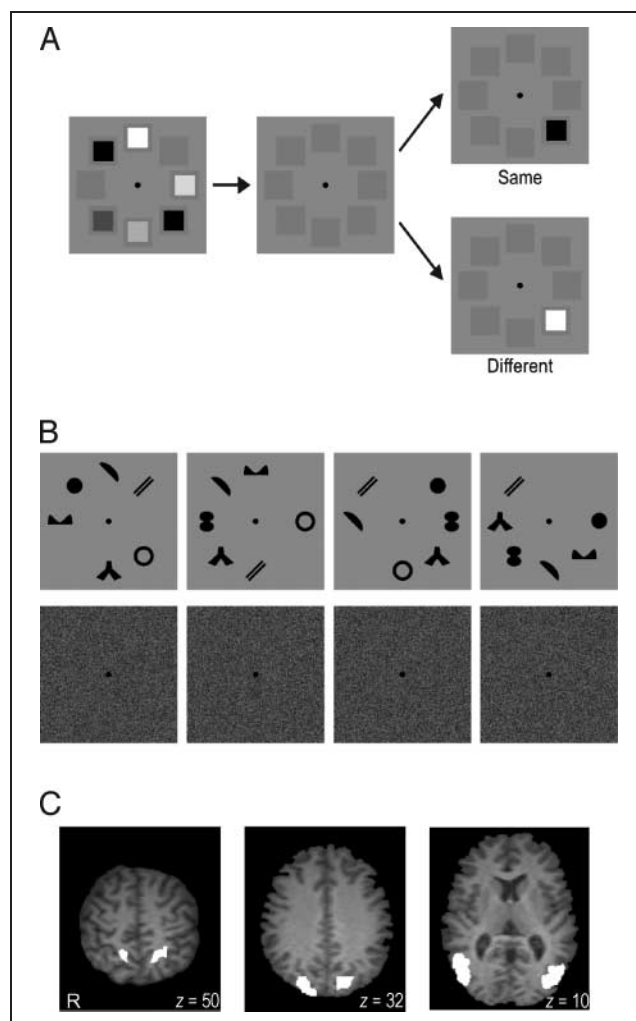 A
Same
Different
B
C
R
z = 50
z = 32
z = 10